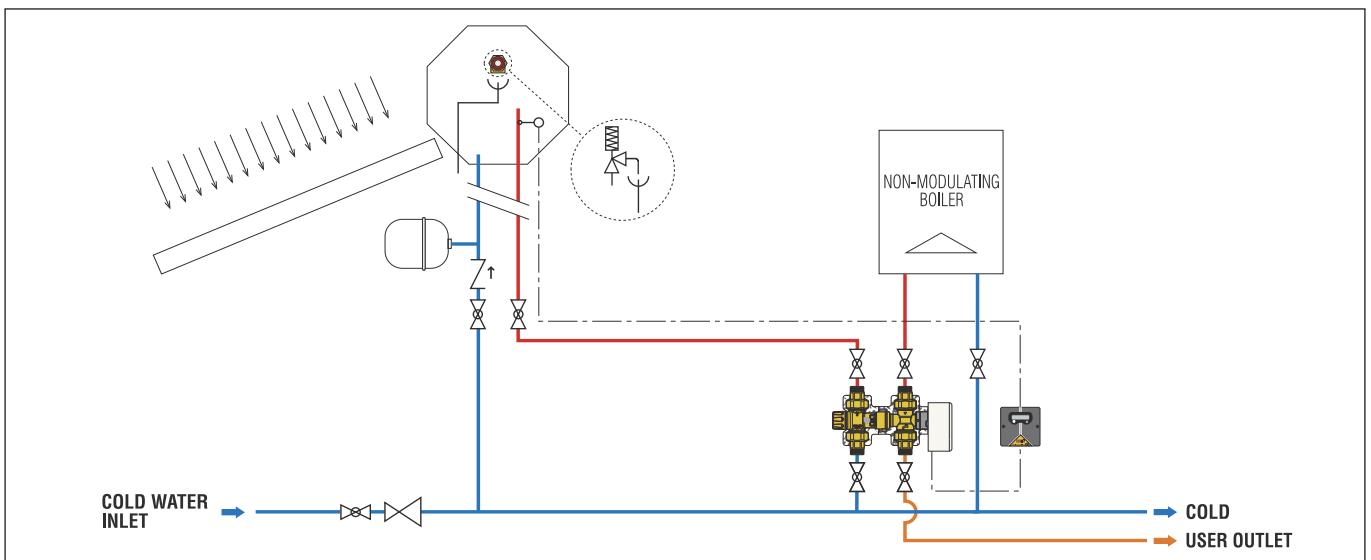 NON-MODULATING
BOILER
COLD WATER
INLET
COLD
USER OUTLET